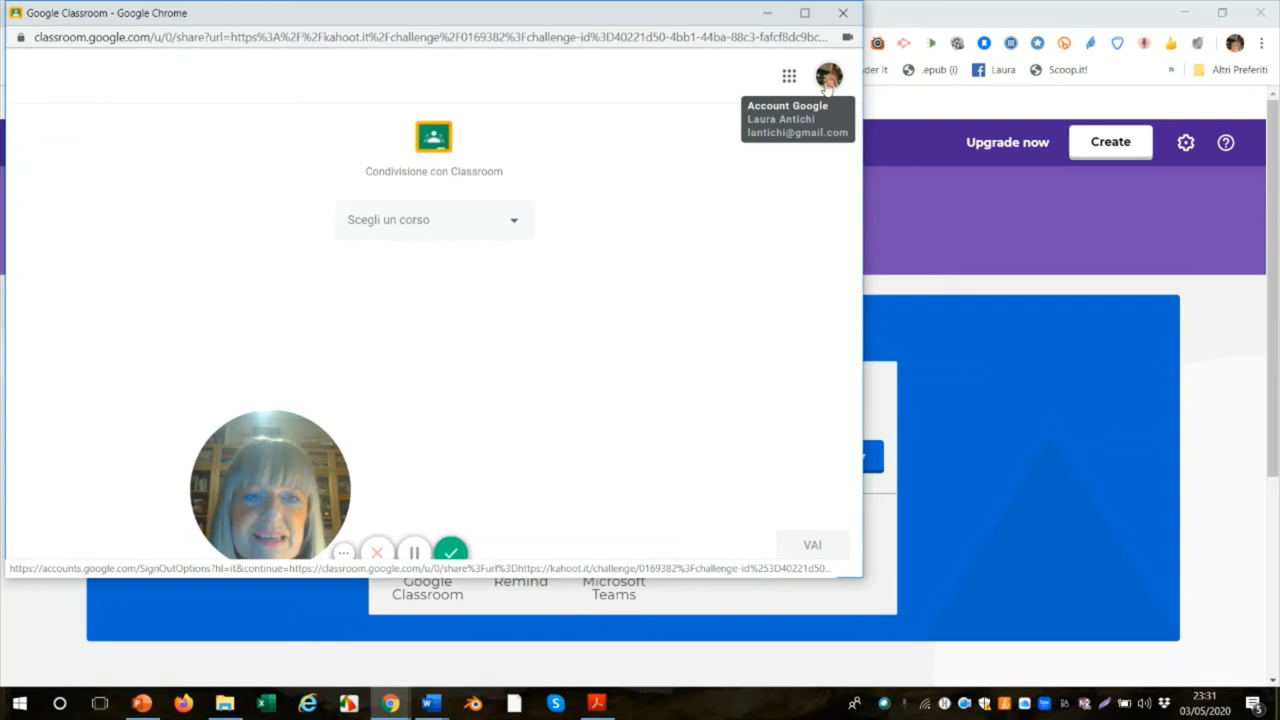 Google Classroom - Google Chrome
classroom.google.com/u/0/share?url=https%3A%2F%2Fkahoot.it%2Fchallenge%2F0169382%3Fchallenge-id%3D40221d50-4bb1-44ba-88c3-fafcf8dc9bc...
der It
.epub (i)
Laura
Scoop.it!
»
Altri Preferiti
Account Google
Laura Antichi
lantichi@gmail.com
Upgrade now
Create
Condivisione con Classroom
Scegli un corso
VAI
https://accounts.google.com/SignOutOptions?hl=it&continue=https://classroom.google.com/u/0/share%3Furl%3Dhttps://kahoot.it/challenge/0169382%3Fchallenge-id%253D40221d50...
Google
Classroom
Remind
Microsoft
Teams
23:31
03/05/2020